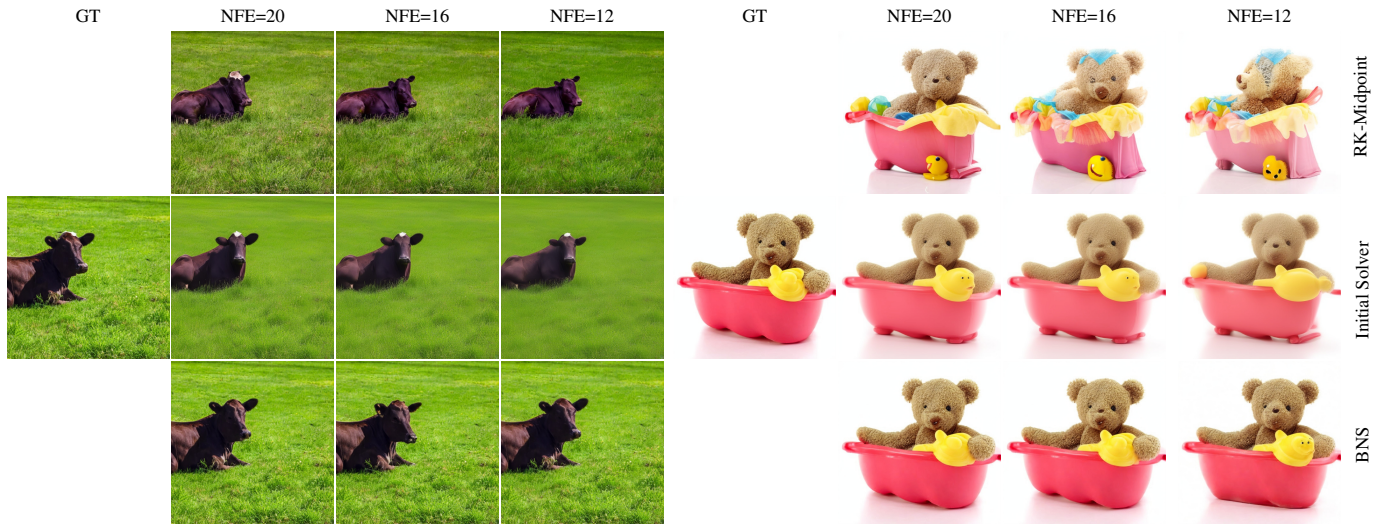 GT NFE=20 NFE=16 NFE=12 GT NFE=20 NFE=16 NFE=12
RK-Midpoint
Initial Solver
BNS